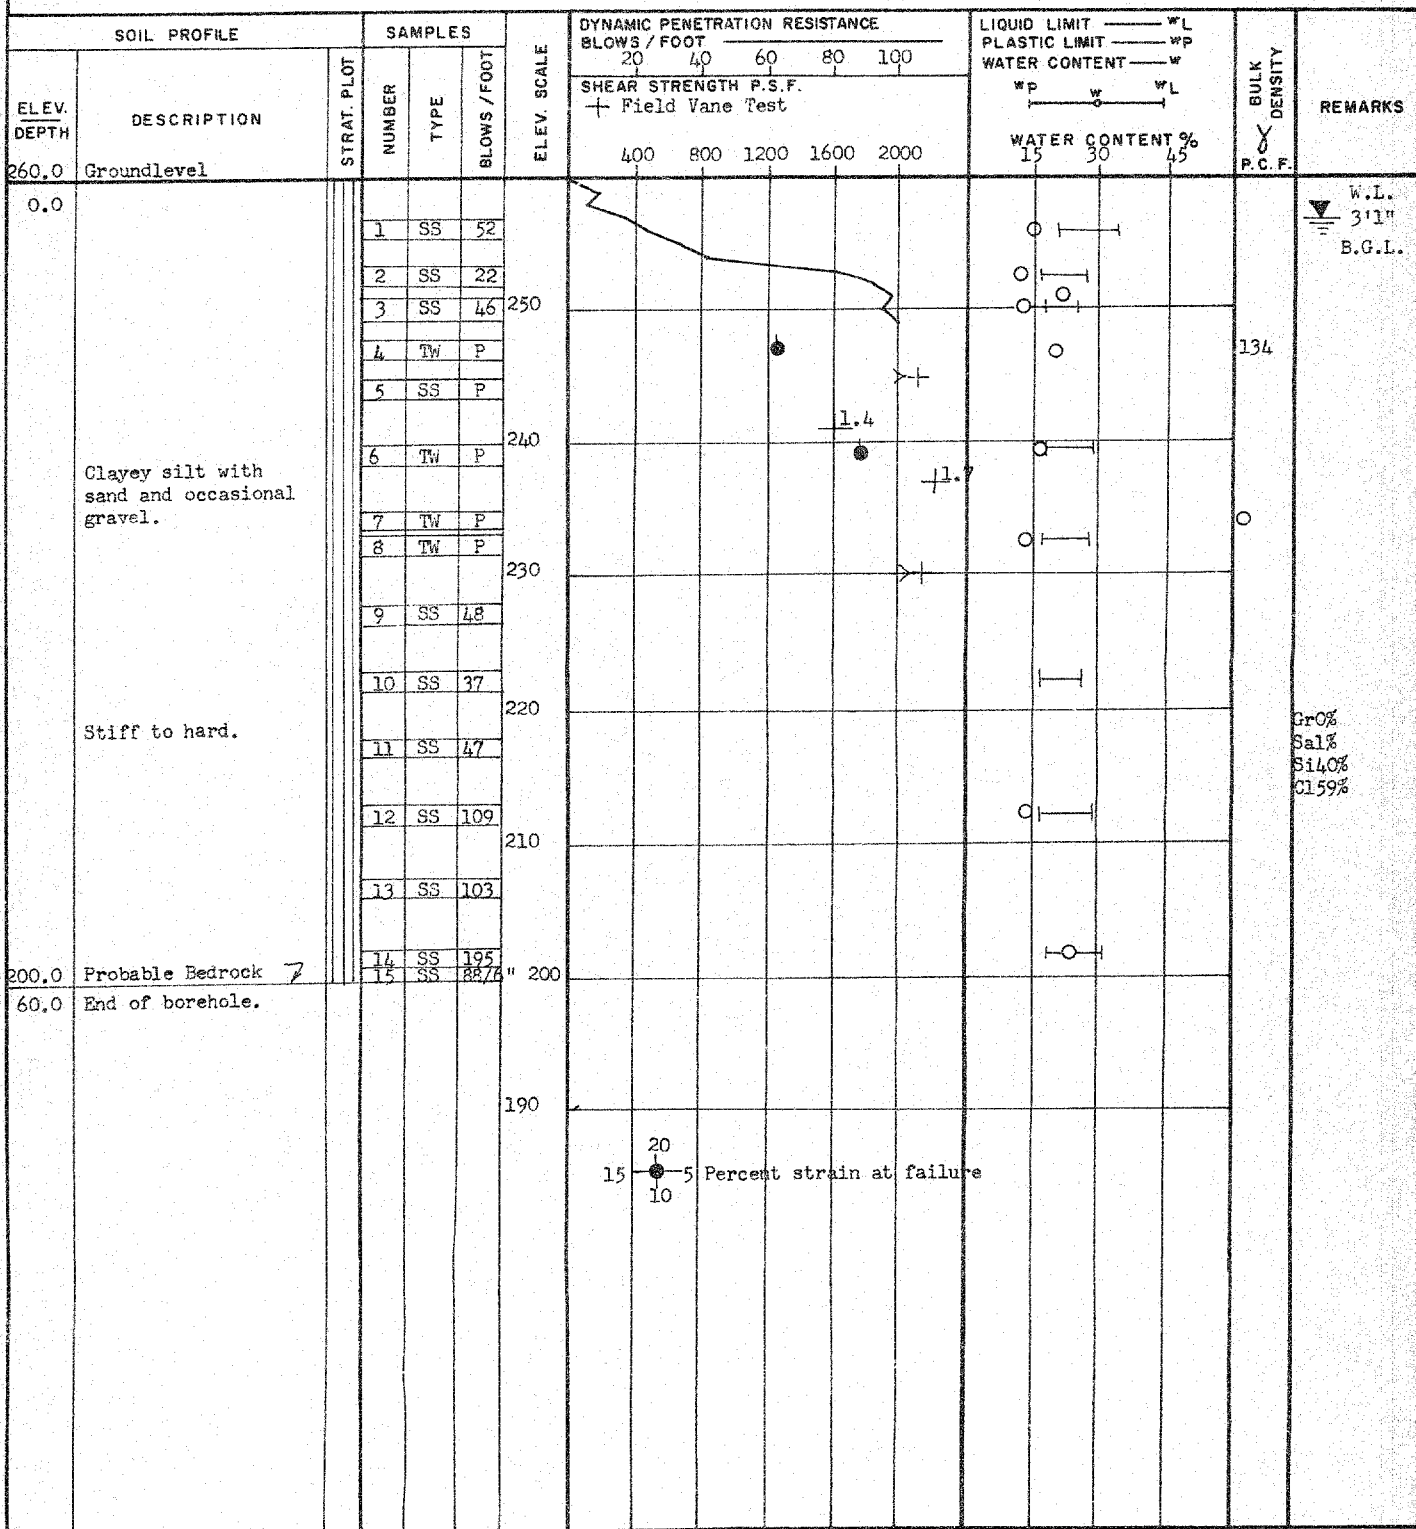 SOIL PROFILE
SAMPLES
ELEV. SCALE
DYNAMIC PENETRATION RESISTANCE
BLOWS / FOOT
20 40 60 80 100
SHEAR STRENGTH P.S.F.
+ Field Vane Test
400 800 1200 1600 2000
LIQUID LIMIT wL
PLASTIC LIMIT wP
WATER CONTENT w
wP w wL
WATER CONTENT %
15 30 45
BULK DENSITY
γ
P.C.F.
REMARKS
ELEV.
DEPTH
DESCRIPTION
STRAT. PLOT
NUMBER
TYPE
BLOWS / FOOT
260.0 Groundlevel
0.0
W.L.
3'1"
B.G.L.
1 SS 52
2 SS 22
3 SS 46
250
4 TW P
134
5 SS P
1.4
240
6 TW P
1.7
Clayey silt with
sand and occasional
gravel.
7 TW P
8 TW P
230
9 SS 48
10 SS 37
220
Stiff to hard.
11 SS 47
Gr0%
Sa1%
Si40%
Cl59%
12 SS 109
210
13 SS 103
14 SS 195
200.0 Probable Bedrock
15 SS 88/6"
200
60.0 End of borehole.
190
20
15 5 Percent strain at failure
10